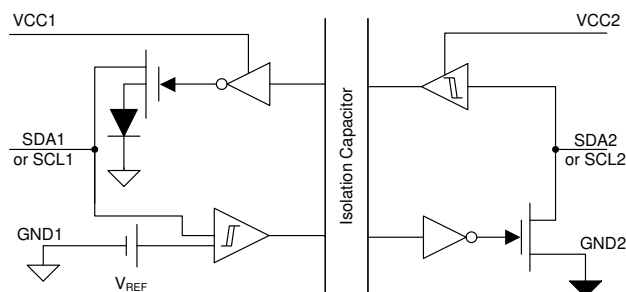 VCC1
VCC2
SDA1
or SCL1
Isolation Capacitor
SDA2
or SCL2
GND1
VREF
GND2